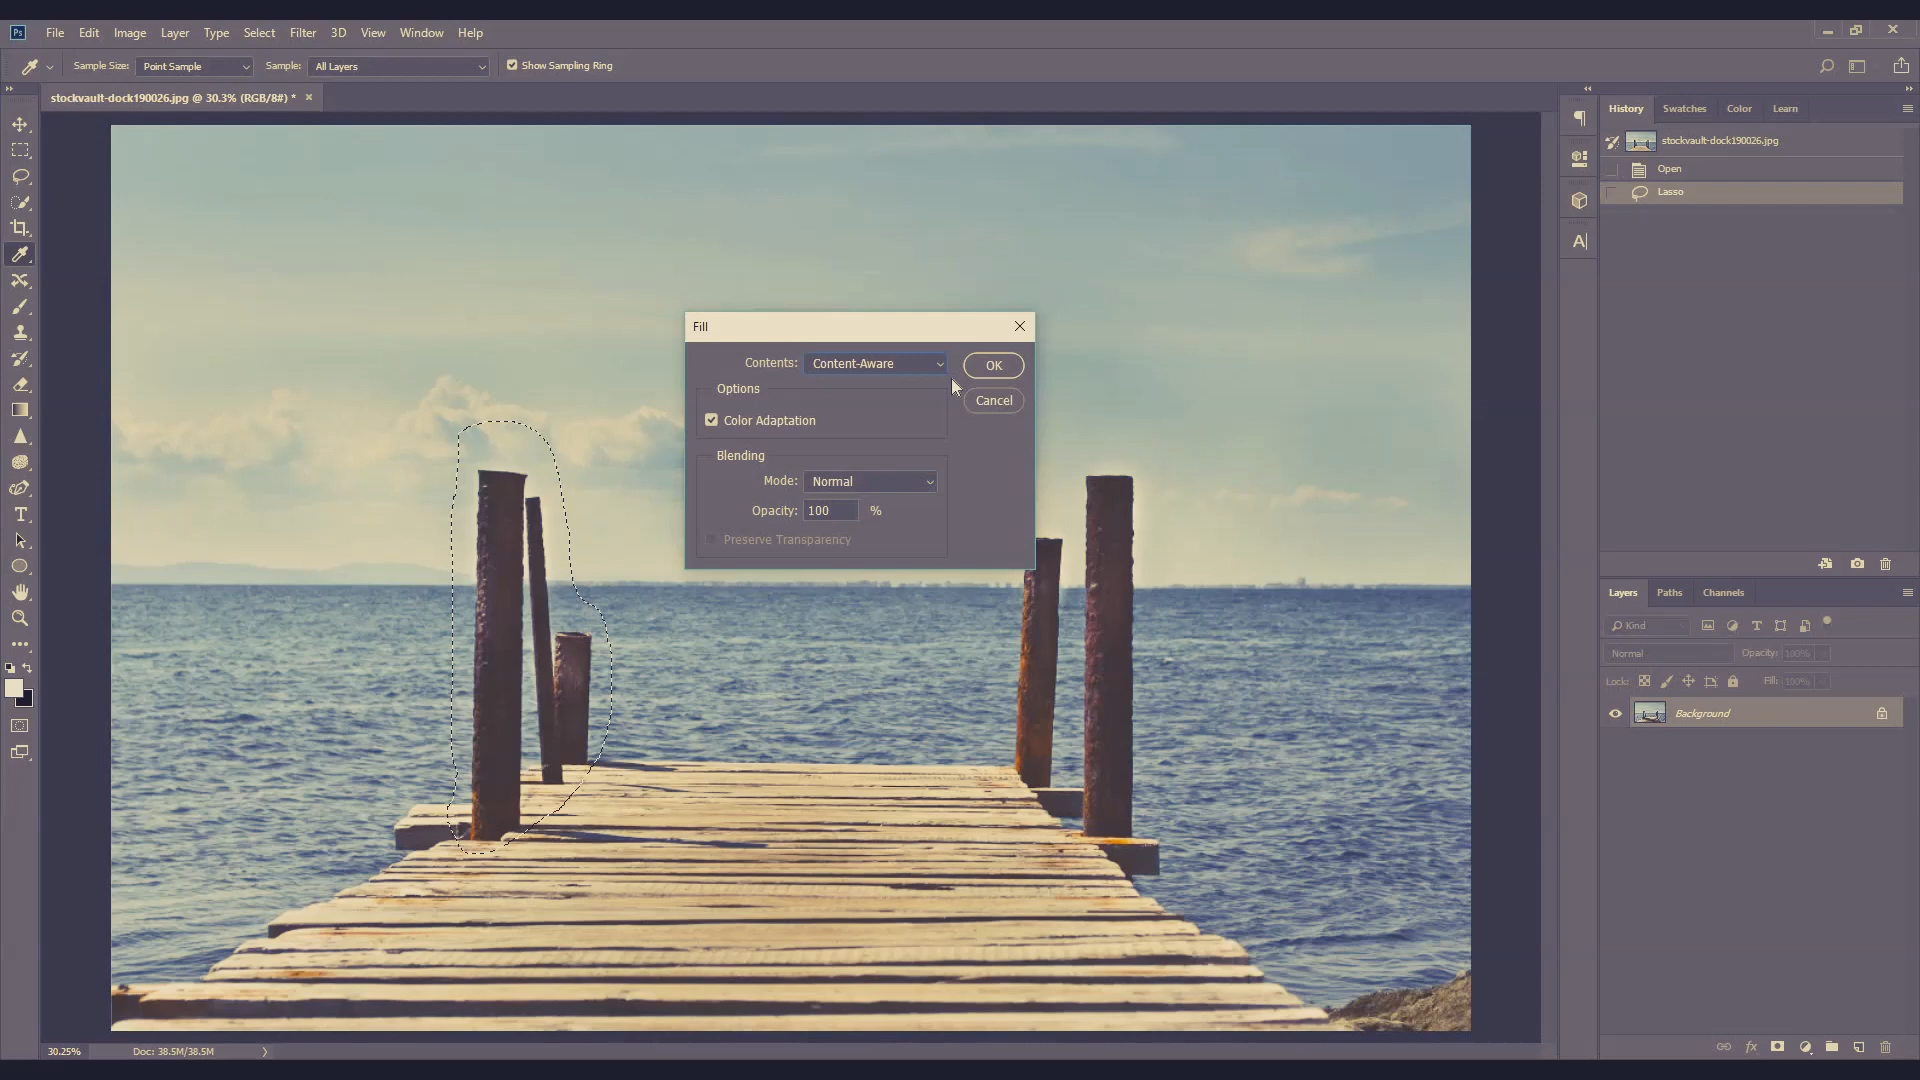 Ps File Edit Image Layer Type Select Filter 3D View Window Help
Sample Size: Point Sample Sample: All Layers Show Sampling Ring
stockvault-dock190026.jpg @ 30.3% (RGB/8#) *
History Swatches Color Learn
stockvault-dock190026.jpg
Open
Lasso
Fill
Contents: Content-Aware OK
Options
Cancel
Color Adaptation
Blending
Mode: Normal
Opacity: 100 %
Preserve Transparency
Layers Paths Channels
Kind
Normal Opacity: 100%
Lock: Fill: 100%
Background
30.25% Doc: 38.5M/38.5M